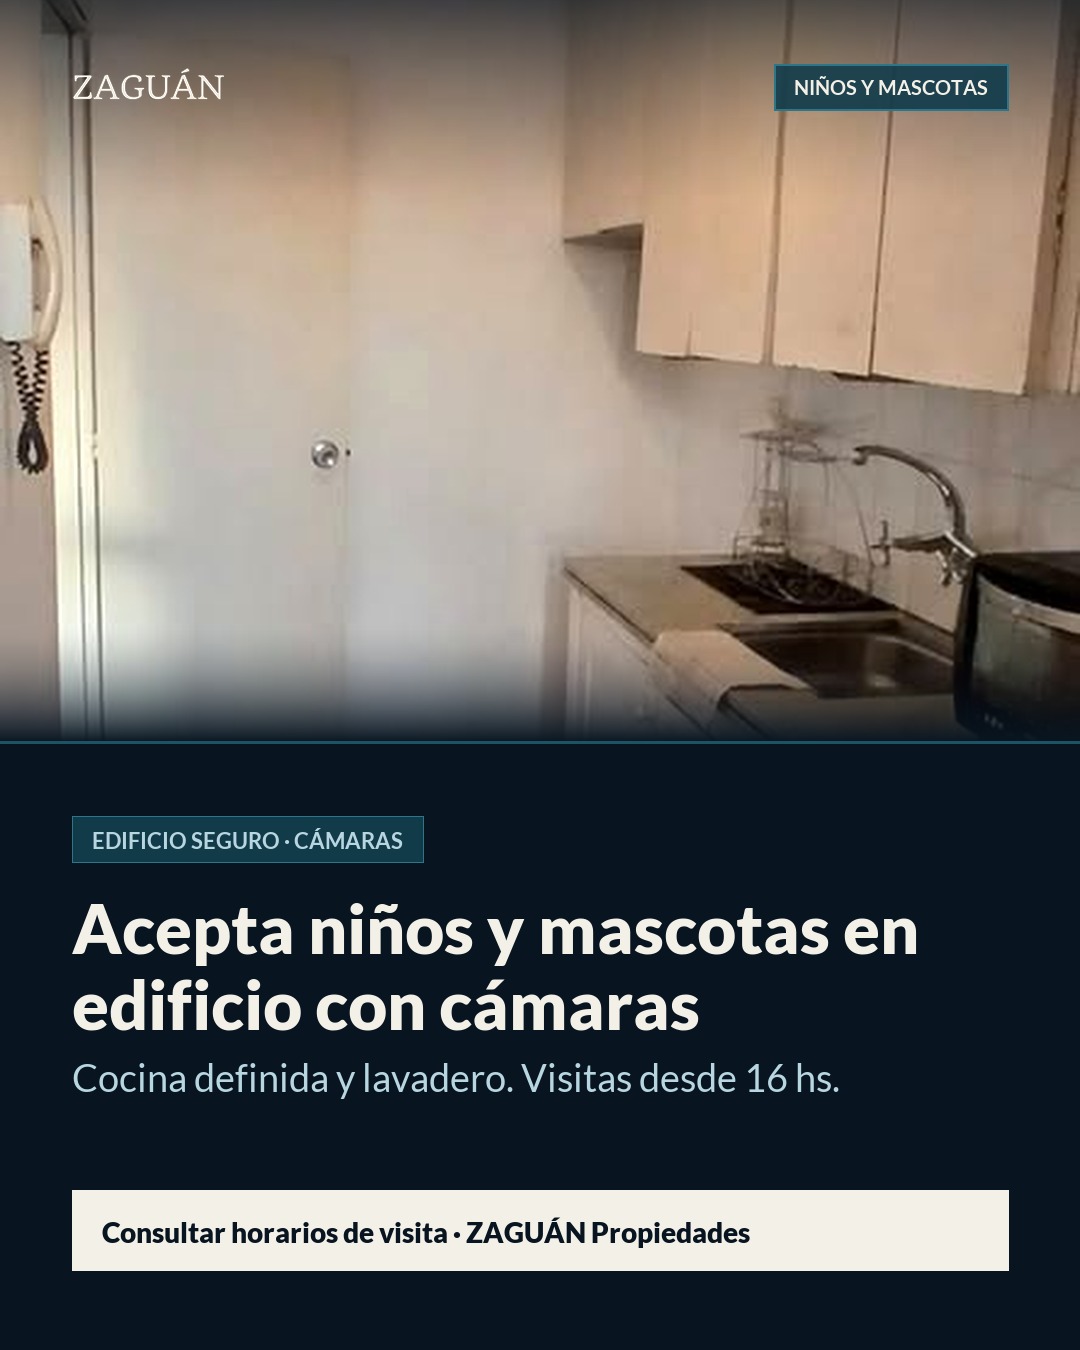 ZAGUÁN
NIÑOS Y MASCOTAS
EDIFICIO SEGURO · CÁMARAS
Acepta niños y mascotas en
edificio con cámaras
Cocina definida y lavadero. Visitas desde 16 hs.
Consultar horarios de visita · ZAGUÁN Propiedades